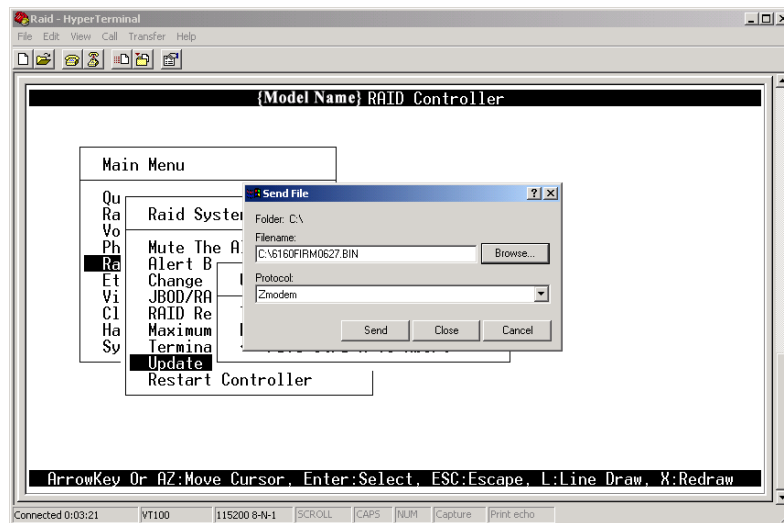 Raid - HyperTerminal
File Edit View Call Transfer Help
{Model Name} RAID Controller
Main Menu
Qu
Ra
Vo
Ph
Ra
Et
Vi
Cl
Ha
Sy
Raid Syste
Mute The A
Alert B
Change
JBOD/RA
RAID Re
Maximum
Termina
Update
Restart Controller
Send File
Folder: C:\
Filename:
C:\6160FIRM0627.BIN
Browse...
Protocol:
Zmodem
Send
Close
Cancel
ArrowKey Or AZ:Move Cursor, Enter:Select, ESC:Escape, L:Line Draw, X:Redraw
Connected 0:03:21
VT100
115200 8-N-1
SCROLL
CAPS
NUM
Capture
Print echo